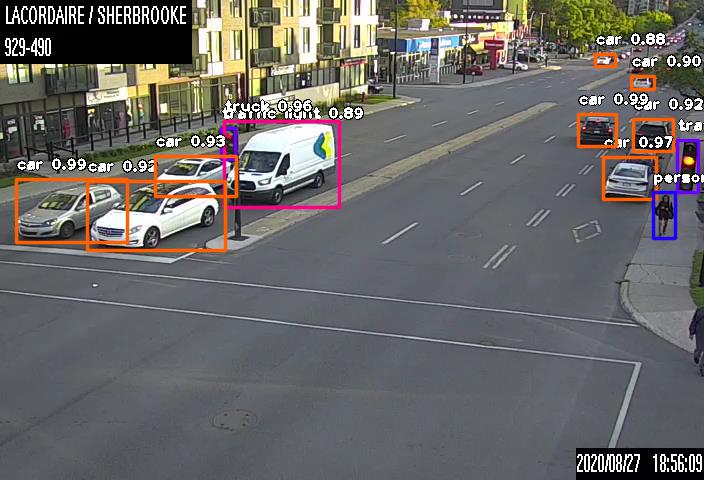 LACORDAIRE / SHERBROOKE
929-490
car 0.88
car 0.90
car 0.99
car 0.92
truck 0.96
traffic light 0.89
car 0.93
car 0.97
car 0.99
car 0.92
person
2020/08/27 18:56:09